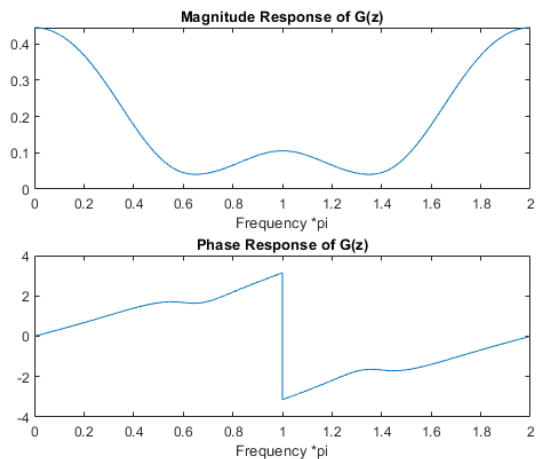 Magnitude Response of G(z)
0.4
0.3
0.2
0.1
0
0 0.2 0.4 0.6 0.8 1 1.2 1.4 1.6 1.8 2
Frequency *pi
Phase Response of G(z)
4
2
0
-2
-4
0 0.2 0.4 0.6 0.8 1 1.2 1.4 1.6 1.8 2
Frequency *pi